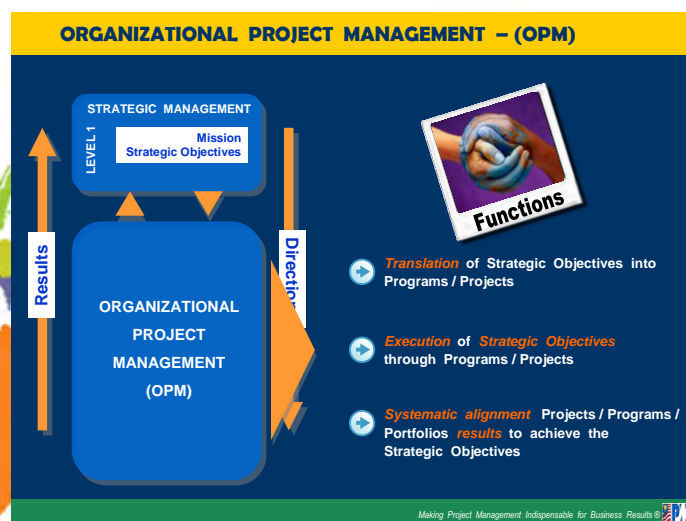 ORGANIZATIONAL PROJECT MANAGEMENT – (OPM)
STRATEGIC MANAGEMENT
LEVEL 1
Mission
Strategic Objectives
Results
Direction
ORGANIZATIONAL
PROJECT
MANAGEMENT
(OPM)
Functions
Translation of Strategic Objectives into
Programs / Projects
Execution of Strategic Objectives
through Programs / Projects
Systematic alignment Projects / Programs /
Portfolios results to achieve the
Strategic Objectives
Making Project Management Indispensable for Business Results®